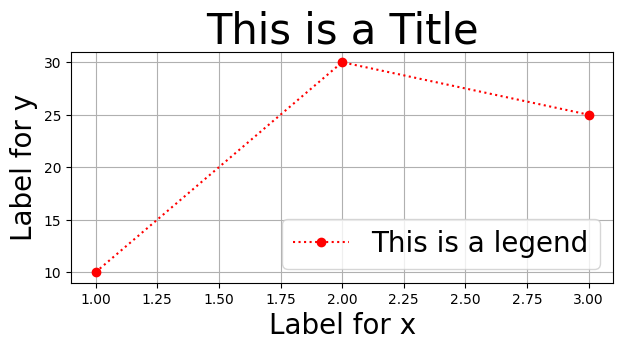 This is a Title
Label for y
30
25
20
15
10
This is a legend
1.00 1.25 1.50 1.75 2.00 2.25 2.50 2.75 3.00
Label for x